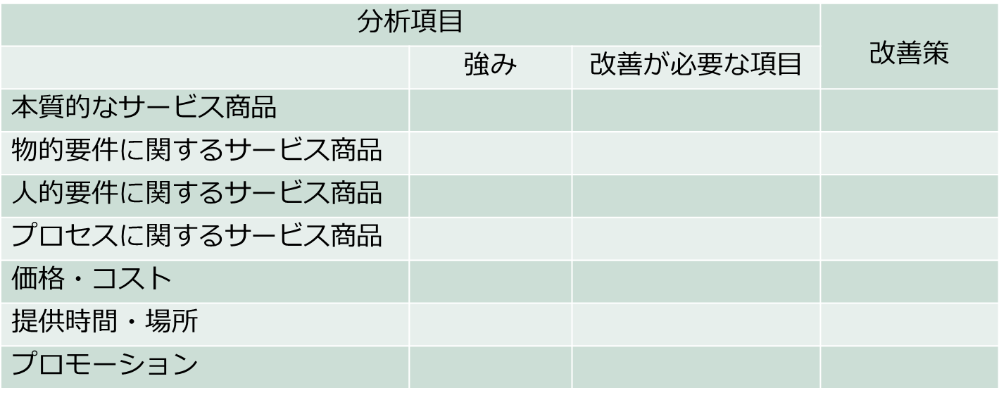 分析項目
改善策
強み
改善が必要な項目
本質的なサービス商品
物的要件に関するサービス商品
人的要件に関するサービス商品
プロセスに関するサービス商品
価格・コスト
提供時間・場所
プロモーション